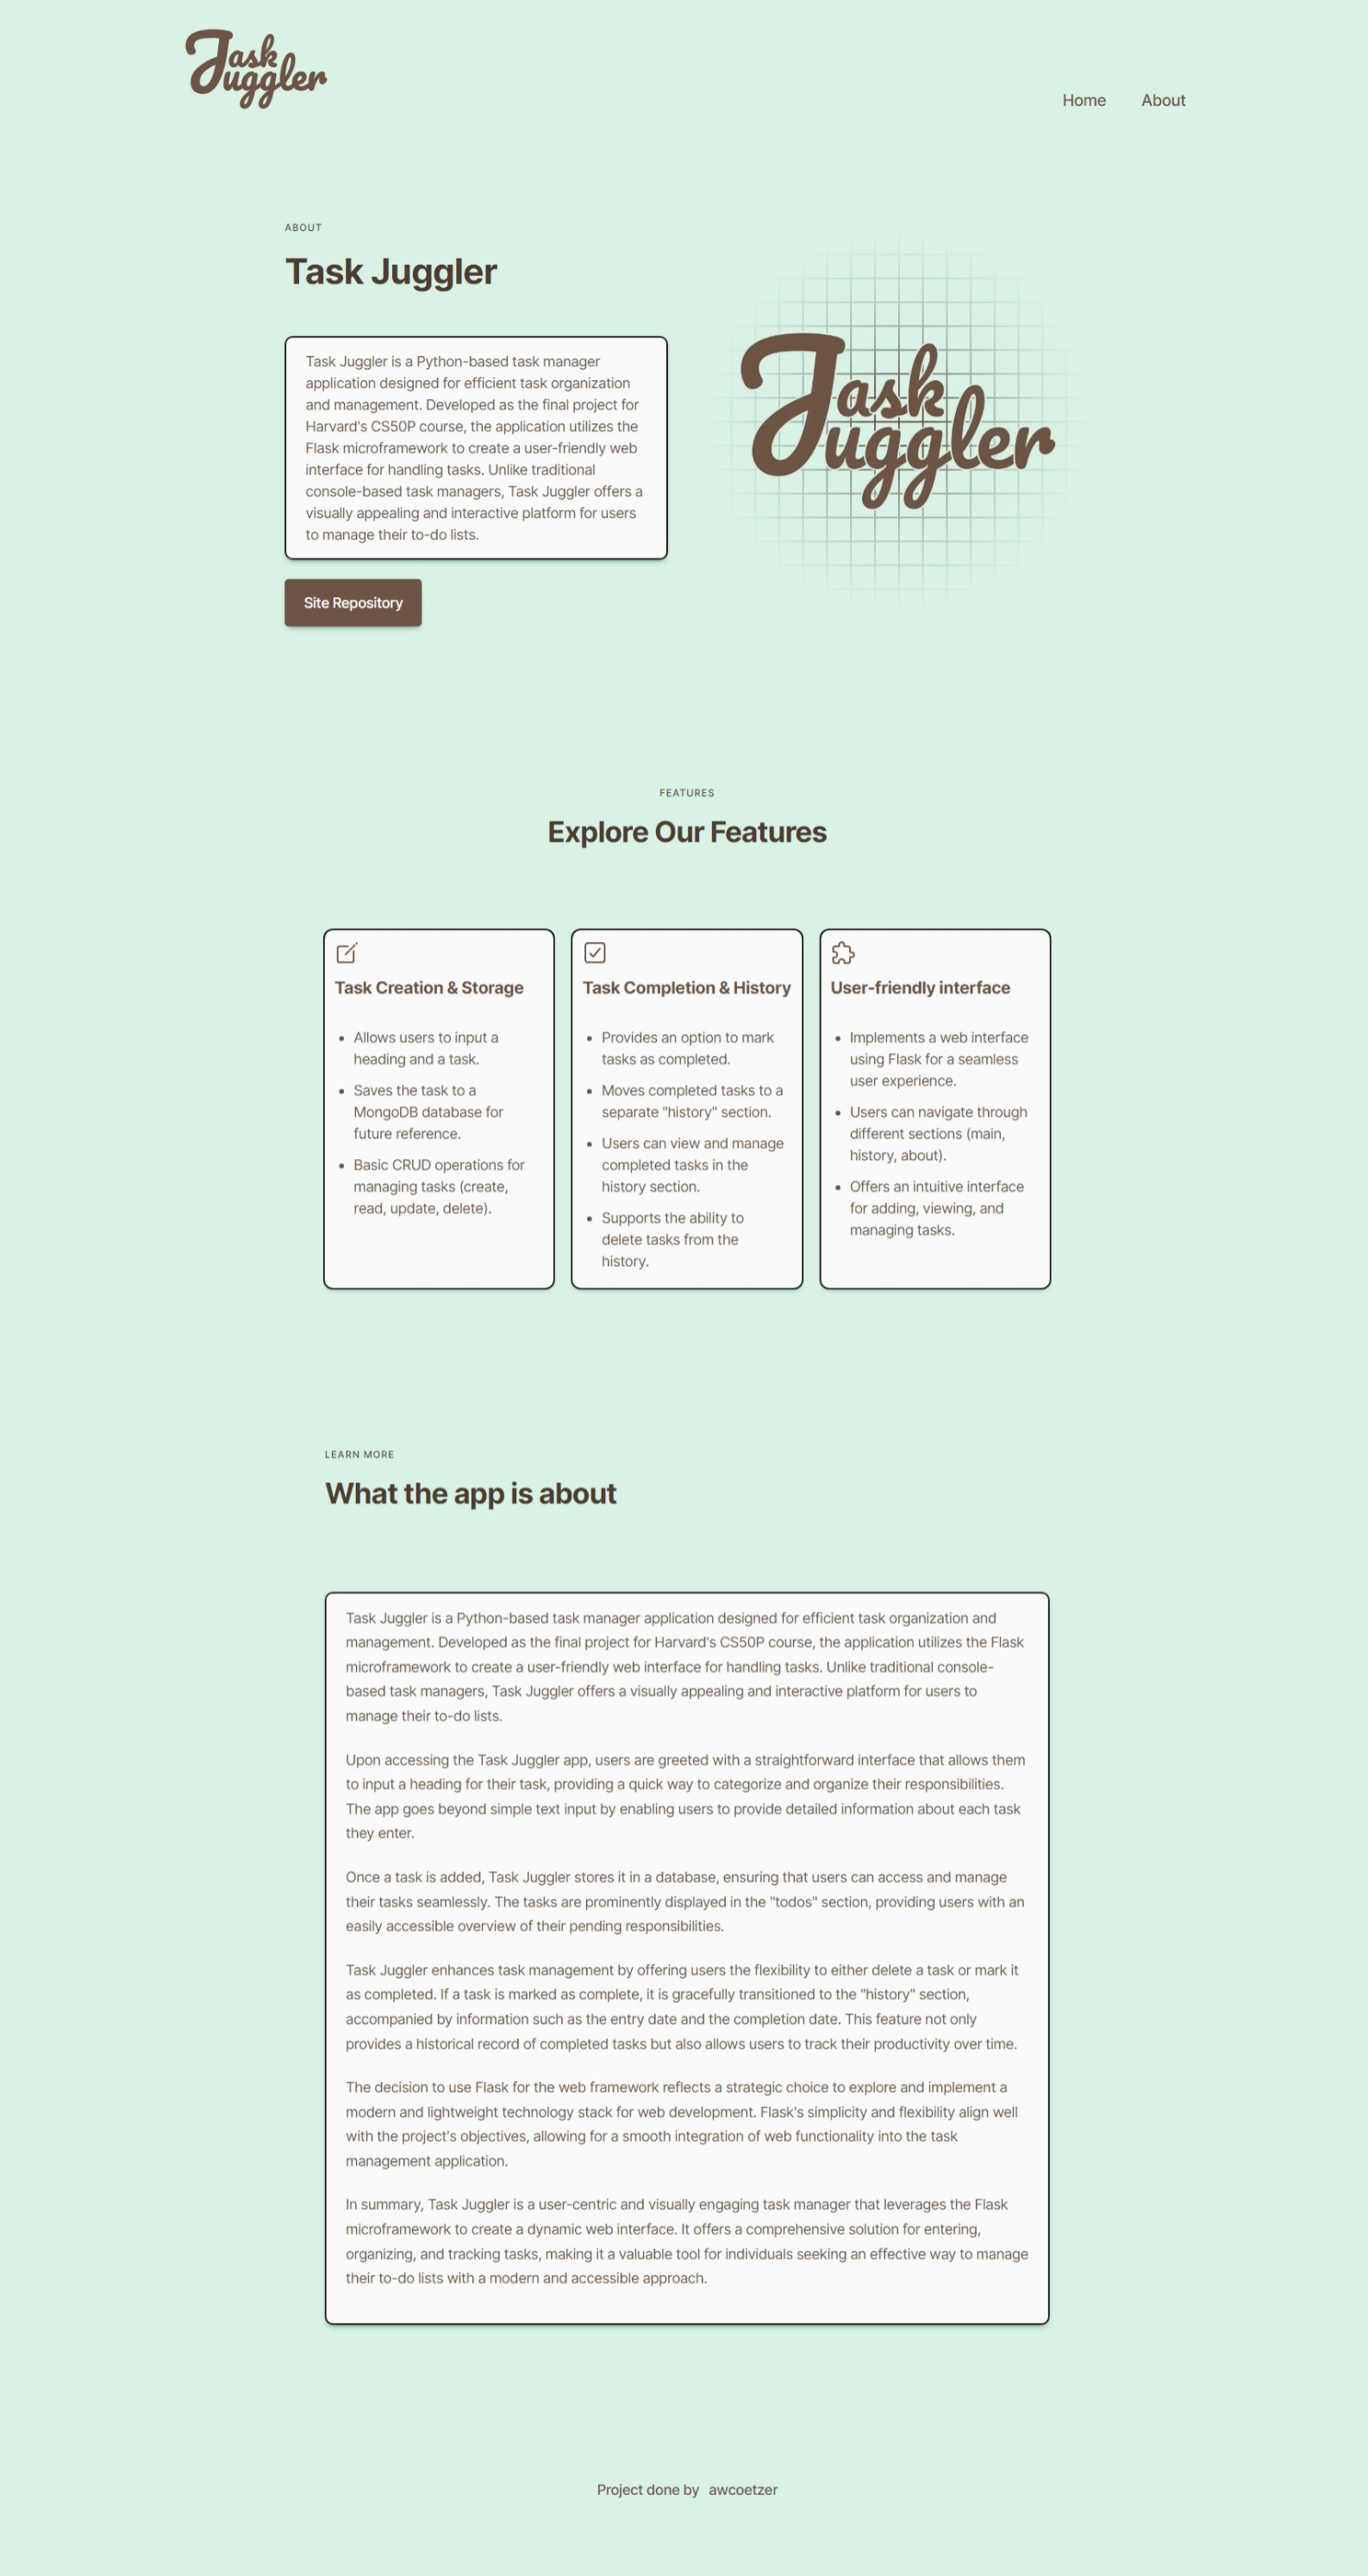 Task
Juggler
Home About
ABOUT
Task Juggler
Task Juggler is a Python-based task manager
application designed for efficient task organization
and management. Developed as the final project for
Harvard's CS50P course, the application utilizes the
Flask microframework to create a user-friendly web
interface for handling tasks. Unlike traditional
console-based task managers, Task Juggler offers a
visually appealing and interactive platform for users
to manage their to-do lists.
Site Repository
Task
Juggler
FEATURES
Explore Our Features
Task Creation & Storage
• Allows users to input a
heading and a task.
• Saves the task to a
MongoDB database for
future reference.
• Basic CRUD operations for
managing tasks (create,
read, update, delete).
Task Completion & History
• Provides an option to mark
tasks as completed.
• Moves completed tasks to a
separate "history" section.
• Users can view and manage
completed tasks in the
history section.
• Supports the ability to
delete tasks from the
history.
User-friendly interface
• Implements a web interface
using Flask for a seamless
user experience.
• Users can navigate through
different sections (main,
history, about).
• Offers an intuitive interface
for adding, viewing, and
managing tasks.
LEARN MORE
What the app is about
Task Juggler is a Python-based task manager application designed for efficient task organization and
management. Developed as the final project for Harvard's CS50P course, the application utilizes the Flask
microframework to create a user-friendly web interface for handling tasks. Unlike traditional console-
based task managers, Task Juggler offers a visually appealing and interactive platform for users to
manage their to-do lists.
Upon accessing the Task Juggler app, users are greeted with a straightforward interface that allows them
to input a heading for their task, providing a quick way to categorize and organize their responsibilities.
The app goes beyond simple text input by enabling users to provide detailed information about each task
they enter.
Once a task is added, Task Juggler stores it in a database, ensuring that users can access and manage
their tasks seamlessly. The tasks are prominently displayed in the "todos" section, providing users with an
easily accessible overview of their pending responsibilities.
Task Juggler enhances task management by offering users the flexibility to either delete a task or mark it
as completed. If a task is marked as complete, it is gracefully transitioned to the "history" section,
accompanied by information such as the entry date and the completion date. This feature not only
provides a historical record of completed tasks but also allows users to track their productivity over time.
The decision to use Flask for the web framework reflects a strategic choice to explore and implement a
modern and lightweight technology stack for web development. Flask's simplicity and flexibility align well
with the project's objectives, allowing for a smooth integration of web functionality into the task
management application.
In summary, Task Juggler is a user-centric and visually engaging task manager that leverages the Flask
microframework to create a dynamic web interface. It offers a comprehensive solution for entering,
organizing, and tracking tasks, making it a valuable tool for individuals seeking an effective way to manage
their to-do lists with a modern and accessible approach.
Project done by awcoetzer